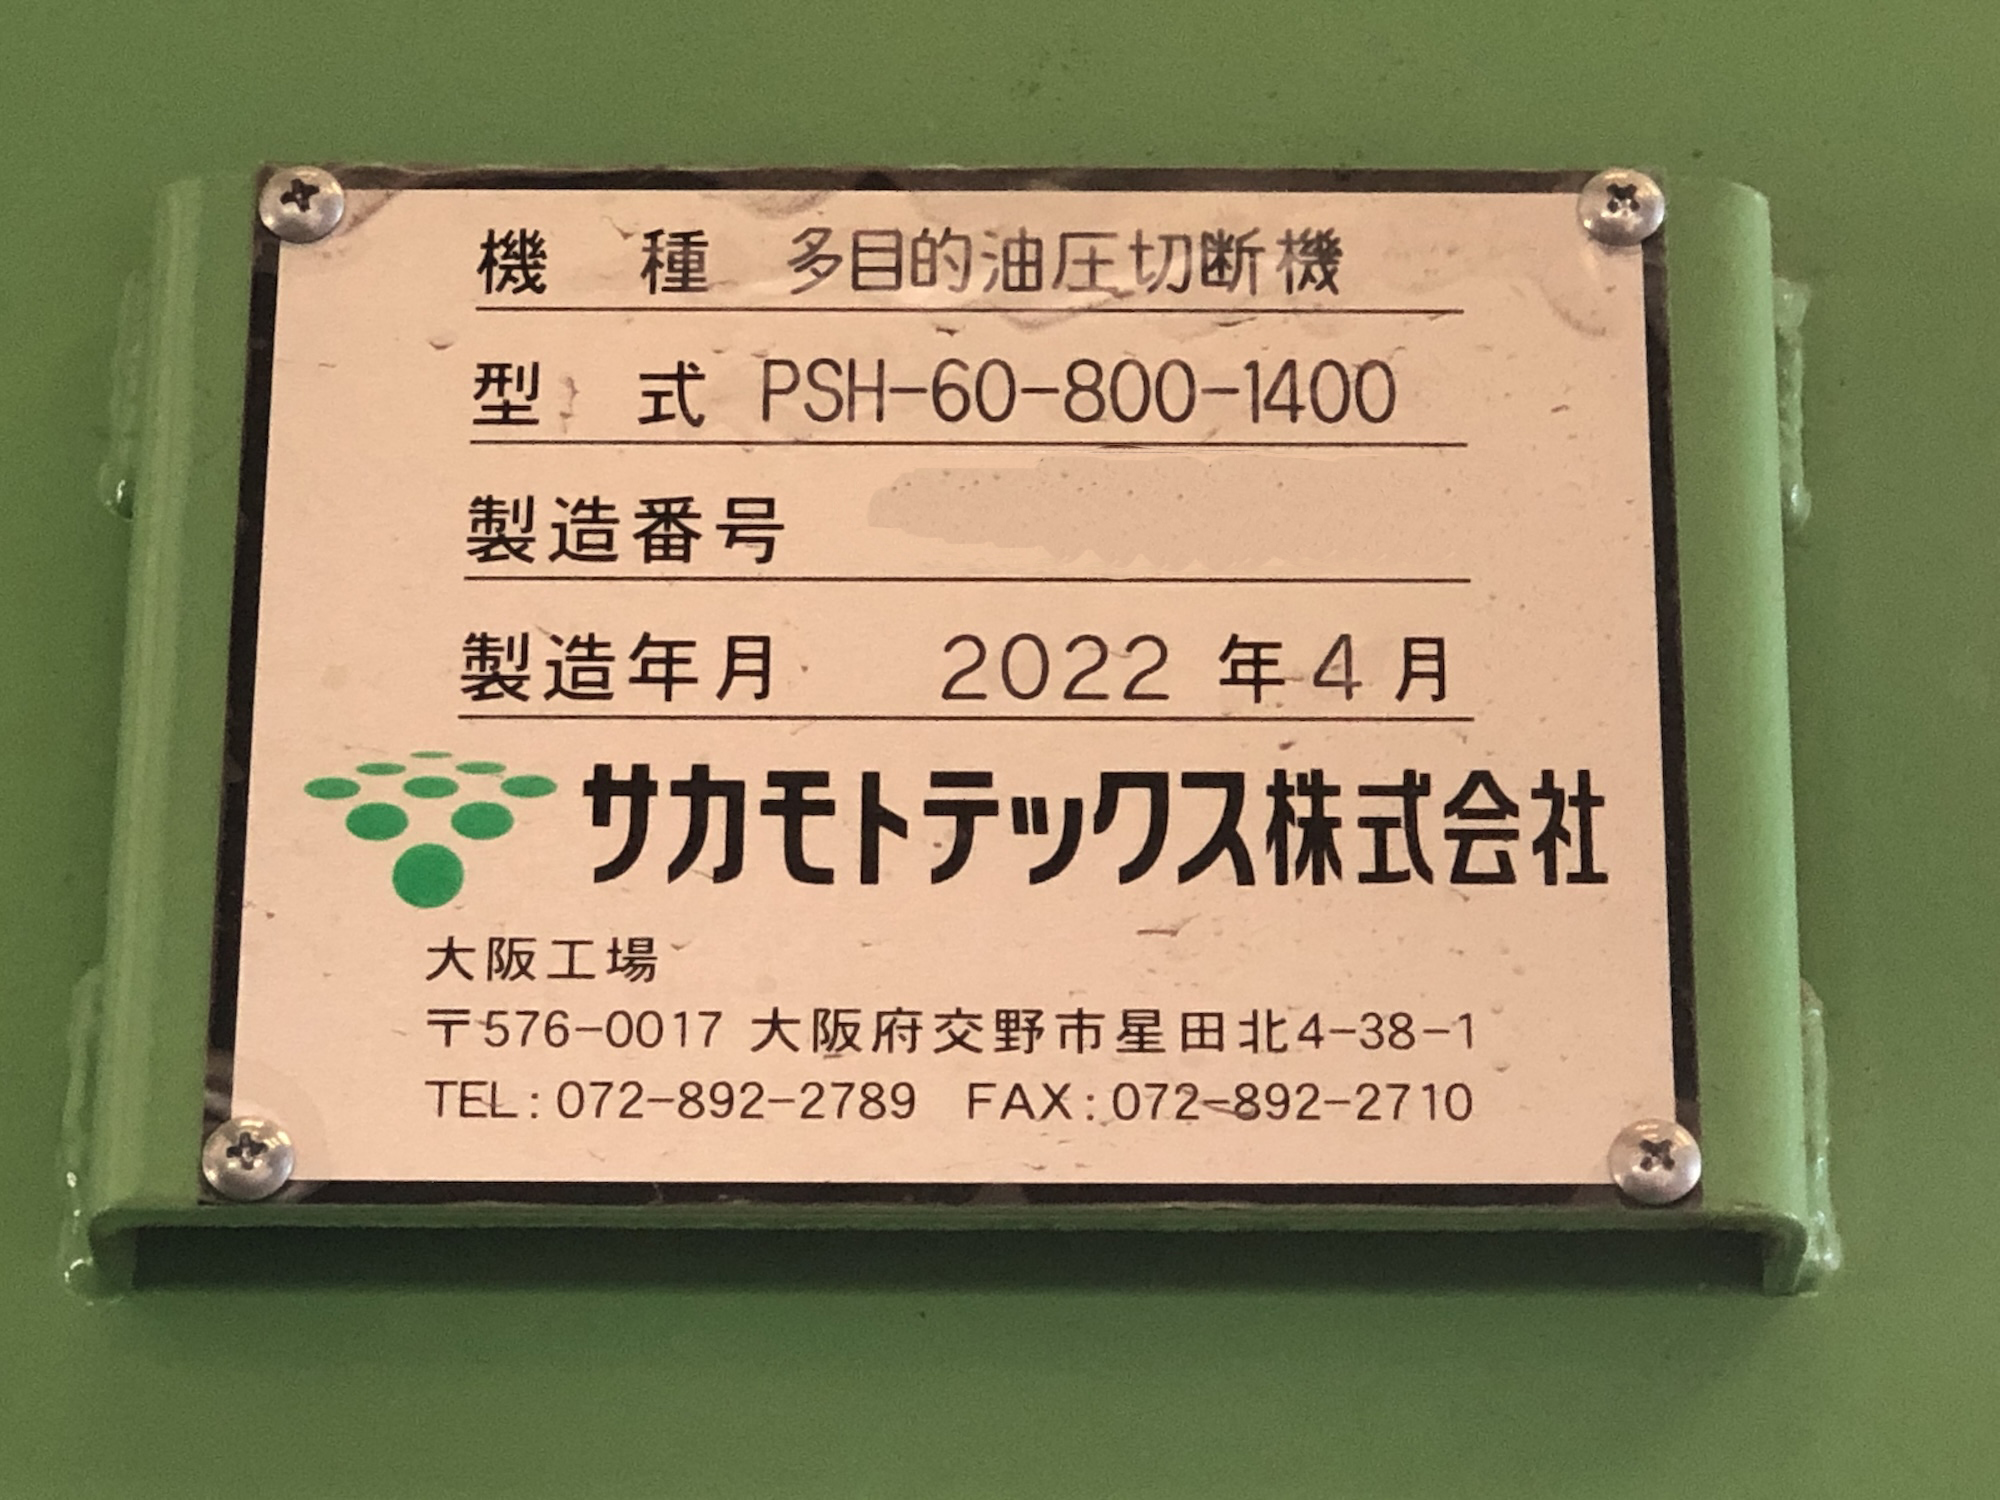 機 種 多目的油圧切断機
型 式 PSH-60-800-1400
製造番号
製造年月 2022 年 4 月
サカモトテックス株式会社
大阪工場
〒576-0017 大阪府交野市星田北4-38-1
TEL:072-892-2789 FAX:072-892-2710